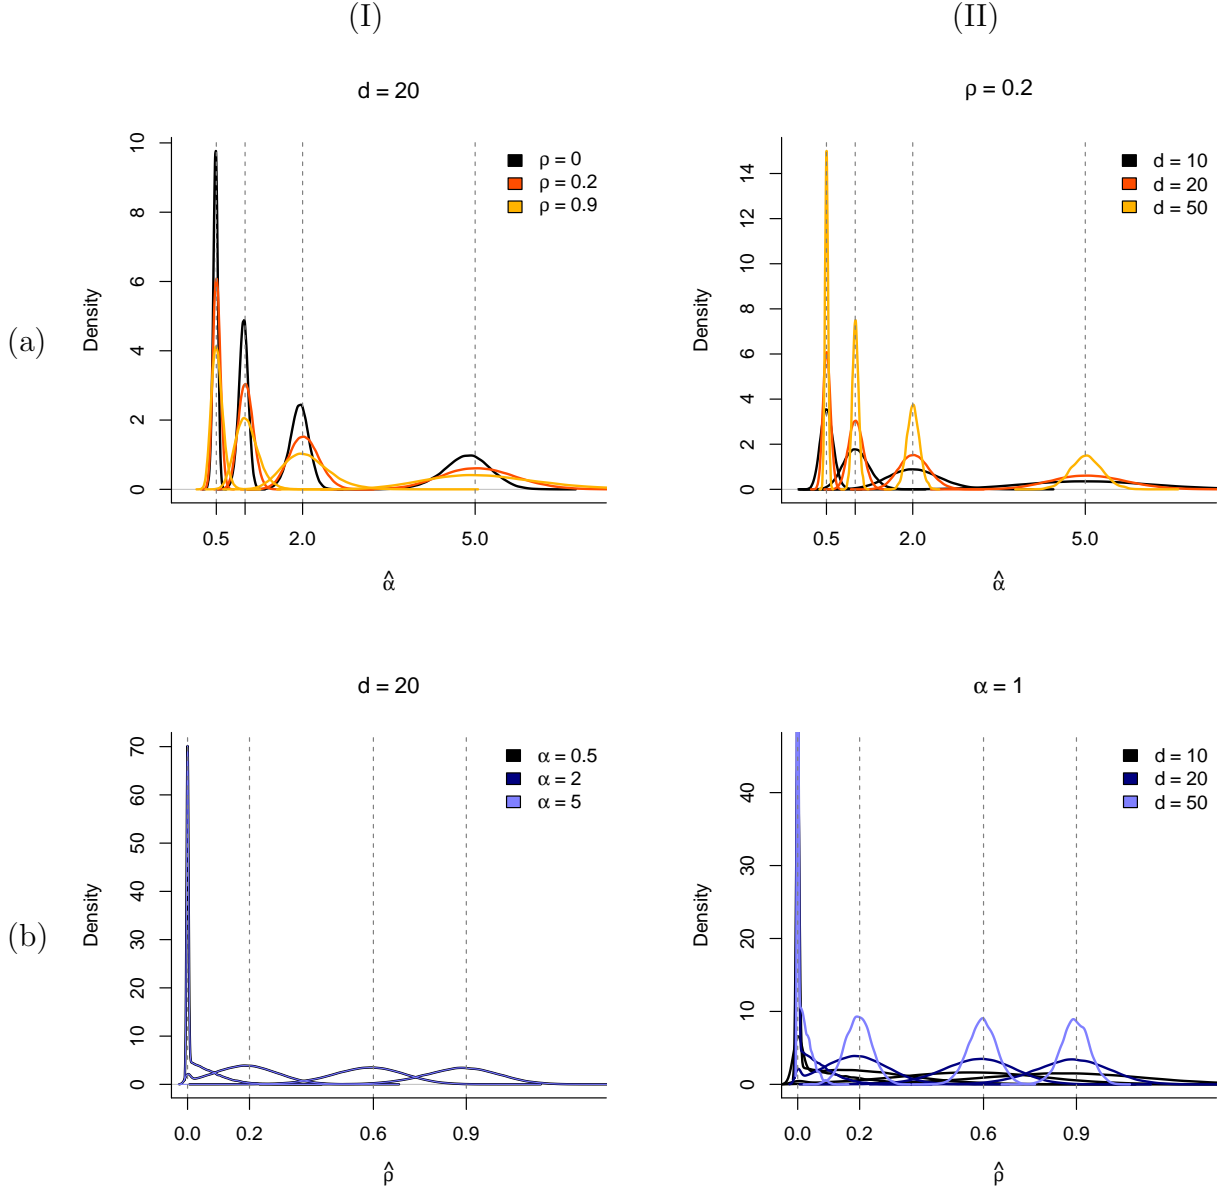 (I)
(II)
(a)
d = 20
10
8
6
4
2
0
Density
ρ = 0
ρ = 0.2
ρ = 0.9
0.5
2.0
5.0
α̂
ρ = 0.2
14
12
10
8
6
4
2
0
Density
d = 10
d = 20
d = 50
0.5
2.0
5.0
α̂
(b)
d = 20
70
60
50
40
30
20
10
0
Density
α = 0.5
α = 2
α = 5
0.0
0.2
0.6
0.9
ρ̂
α = 1
40
30
20
10
0
Density
d = 10
d = 20
d = 50
0.0
0.2
0.6
0.9
ρ̂